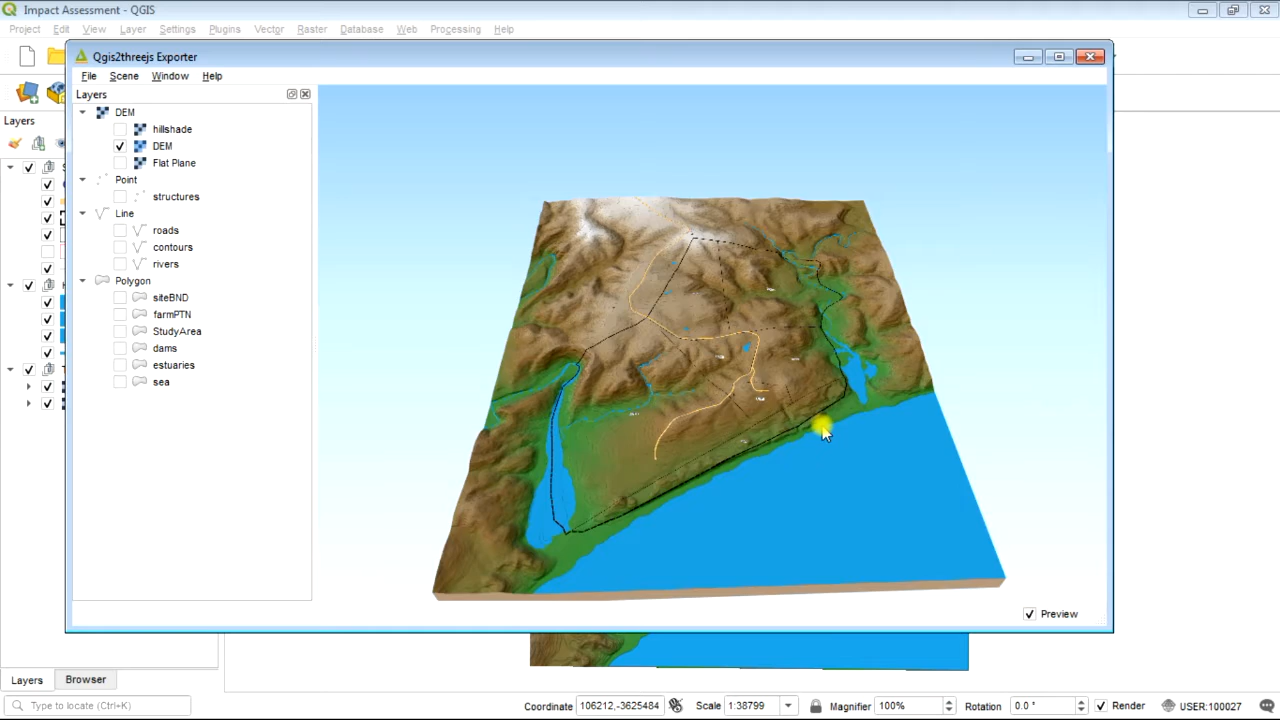 Impact Assessment - QGIS
Project Edit View Layer Settings Plugins Vector Raster Database Web Processing Help
Qgis2threejs Exporter
File Scene Window Help
Layers
DEM
hillshade
DEM
Flat Plane
Point
structures
Line
roads
contours
rivers
Polygon
siteBND
farmPTN
StudyArea
dams
estuaries
sea
Preview
Layers
Layers Browser
Type to locate (Ctrl+K)
Coordinate 106212,-3625484 Scale 1:38799 Magnifier 100% Rotation 0.0 ° Render USER:100027